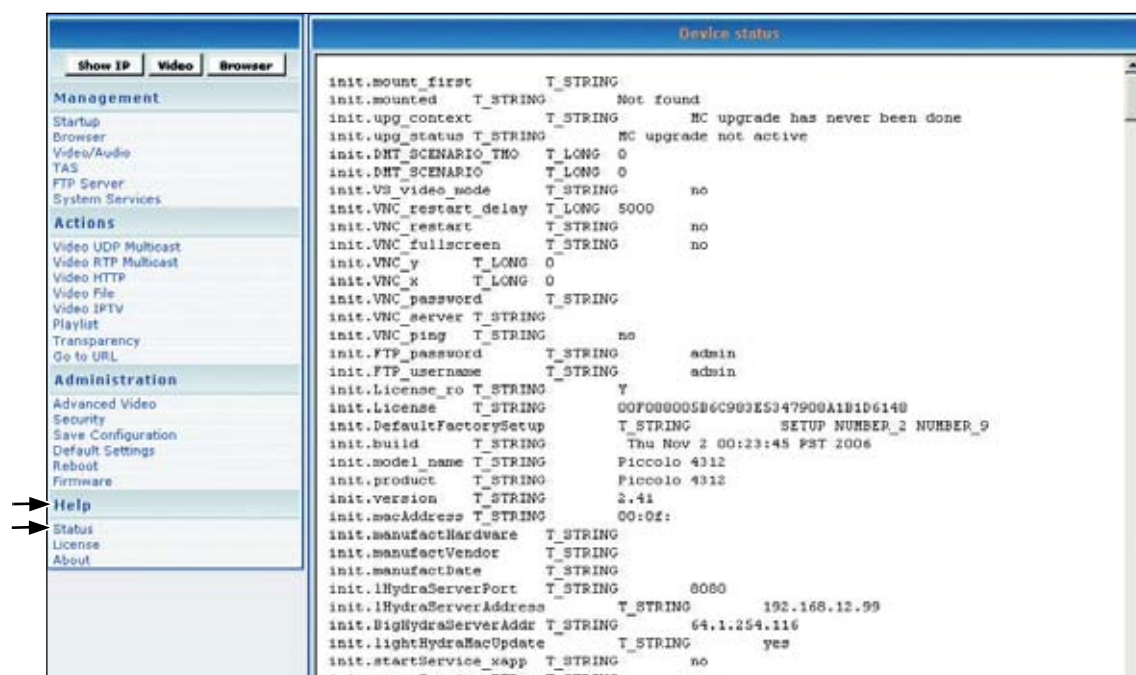 Device status
Show IP Video Browser
Management
Startup
Browser
Video/Audio
TAS
FTP Server
System Services
Actions
Video UDP Multicast
Video RTP Multicast
Video HTTP
Video File
Video IPTV
Playlist
Transparency
Go to URL
Administration
Advanced Video
Security
Save Configuration
Default Settings
Reboot
Firmware
Help
Status
License
About
init.mount_first T_STRING
init.mounted T_STRING Not found
init.upg_context T_STRING MC upgrade has never been done
init.upg_status T_STRING MC upgrade not active
init.DMT_SCENARIO_TMO T_LONG 0
init.DMT_SCENARIO T_LONG 0
init.VS_video_mode T_STRING no
init.VNC_restart_delay T_LONG 5000
init.VNC_restart T_STRING no
init.VNC_fullscreen T_STRING no
init.VNC_y T_LONG 0
init.VNC_x T_LONG 0
init.VNC_password T_STRING
init.VNC_server T_STRING
init.VNC_ping T_STRING no
init.FTP_password T_STRING admin
init.FTP_username T_STRING admin
init.License_ro T_STRING Y
init.License T_STRING
init.DefaultFactorySetup T_STRING SETUP NUMBER_2 NUMBER_9
init.build T_STRING Thu Nov 2 00:23:45 PST 2006
init.model_name T_STRING Piccolo 4312
init.product T_STRING Piccolo 4312
init.version T_STRING 2.41
init.macAddress T_STRING 00:0f:
init.manufactHardware T_STRING
init.manufactVendor T_STRING
init.manufactDate T_STRING
init.lHydraServerPort T_STRING 8080
init.lHydraServerAddress T_STRING 192.168.12.99
init.BigHydraServerAddr T_STRING 64.1.254.116
init.lightHydraMacUpdate T_STRING yes
init.startService_xapp T_STRING no